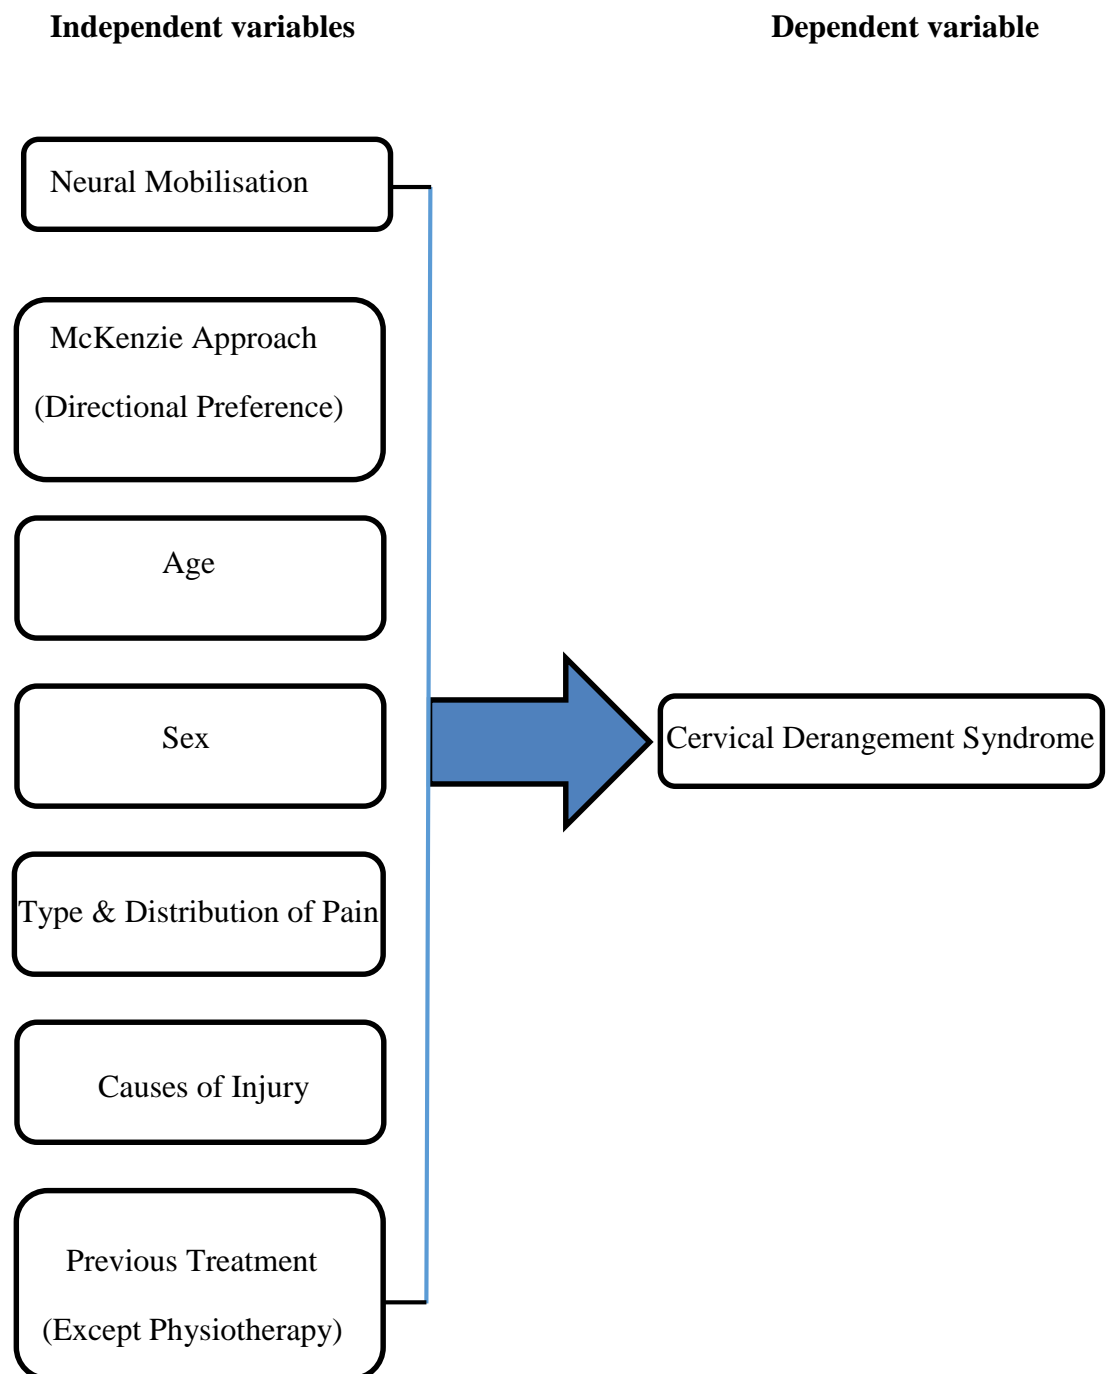 Independent variables
Dependent variable
Neural Mobilisation
McKenzie Approach
(Directional Preference)
Age
Sex
Cervical Derangement Syndrome
Type & Distribution of Pain
Causes of Injury
Previous Treatment
(Except Physiotherapy)